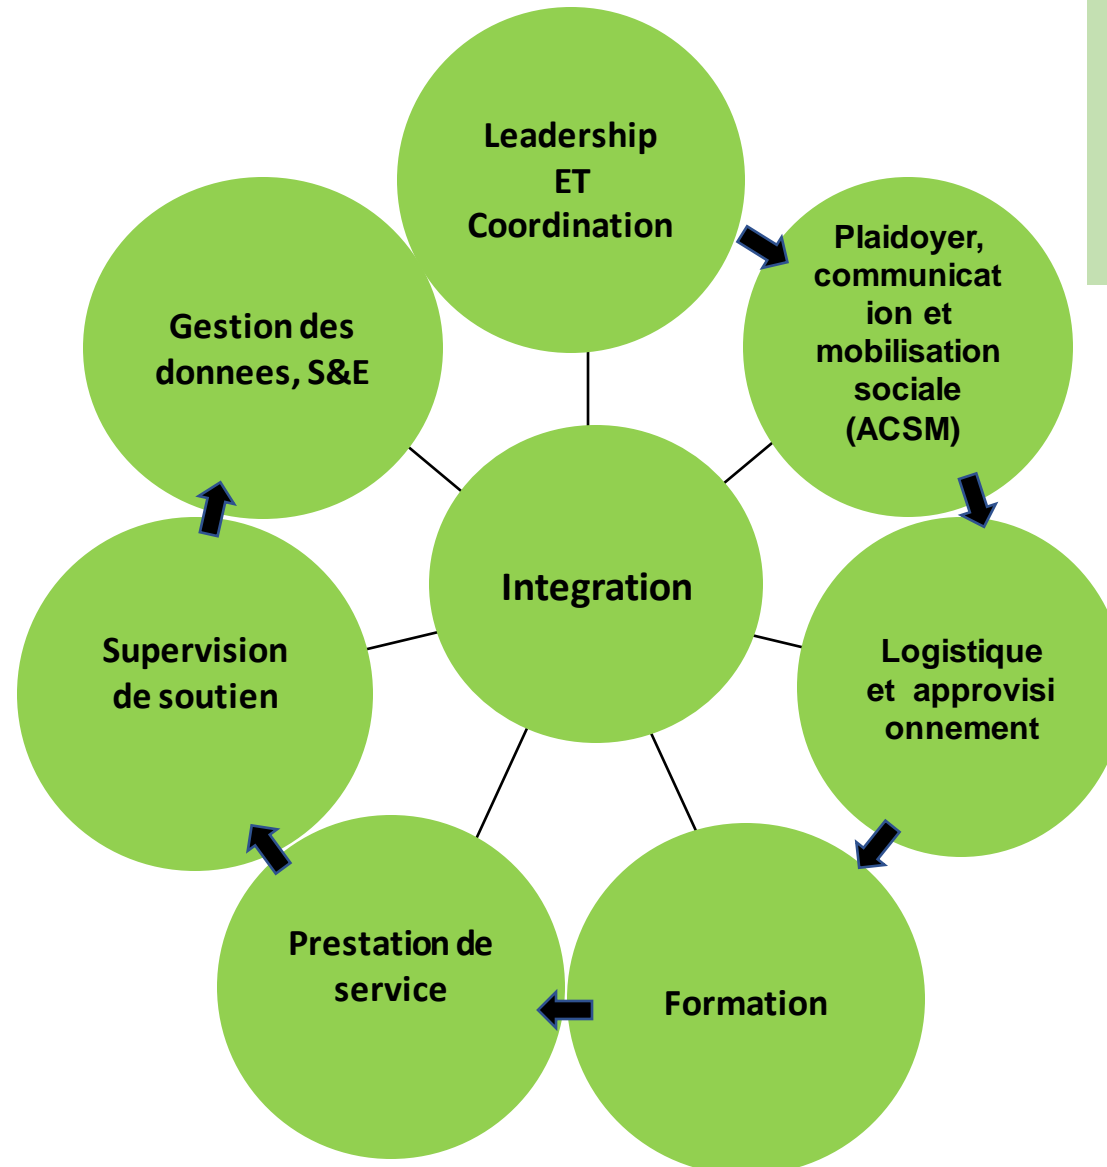 Leadership
ET
Coordination
Plaidoyer,
communicat
ion et
mobilisation
sociale
(ACSM)
Gestion des
donnees, S&E
Integration
Supervision
de soutien
Logistique
et approvisi
onnement
Prestation de
service
Formation